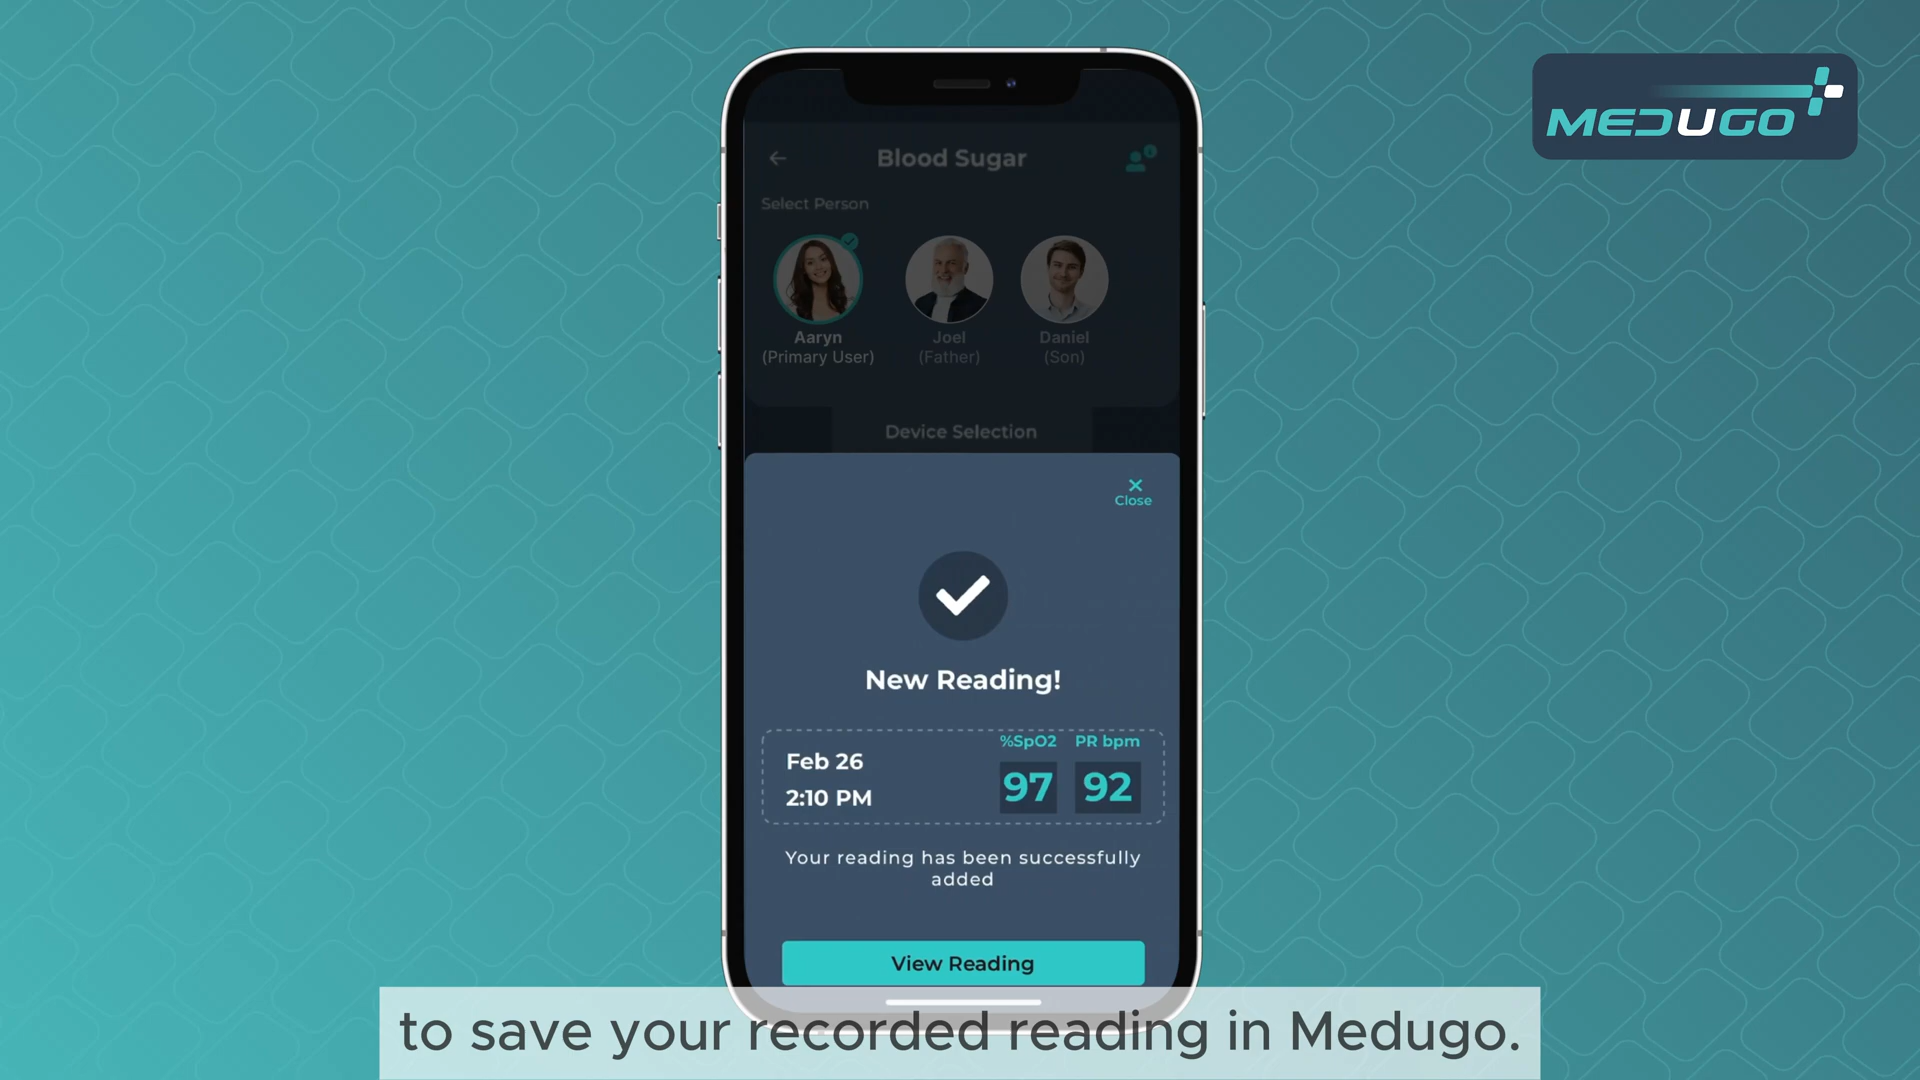 MEDUGO
Blood Sugar
Select Person
Aaryn
(Primary User)
Joel
(Father)
Daniel
(Son)
Device Selection
Close
New Reading!
%SpO2 PR bpm
Feb 26
2:10 PM
97 92
Your reading has been successfully
added
View Reading
to save your recorded reading in Medugo.